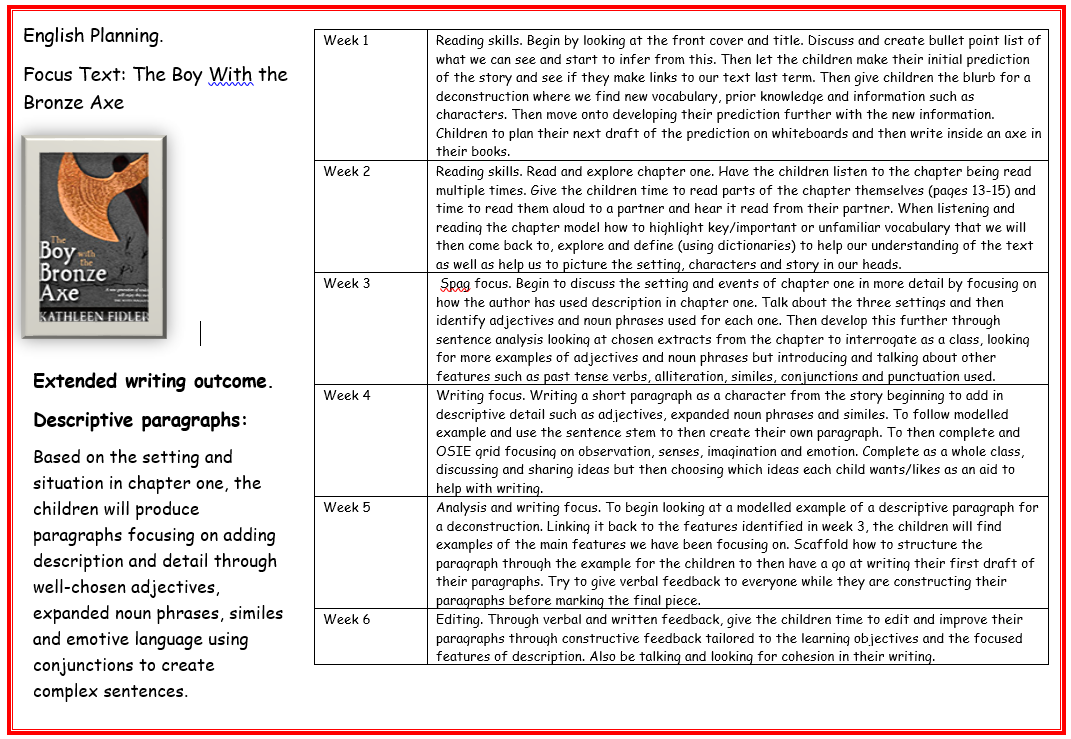 English Planning.
Focus Text: The Boy With the
Bronze Axe
The
Boy with
the
Bronze
Axe
KATHLEEN FIDLER
Extended writing outcome.
Descriptive paragraphs:
Based on the setting and
situation in chapter one, the
children will produce
paragraphs focusing on adding
description and detail through
well-chosen adjectives,
expanded noun phrases, similes
and emotive language using
conjunctions to create
complex sentences.
Week 1
Reading skills. Begin by looking at the front cover and title. Discuss and create bullet point list of
what we can see and start to infer from this. Then let the children make their initial prediction
of the story and see if they make links to our text last term. Then give children the blurb for a
deconstruction where we find new vocabulary, prior knowledge and information such as
characters. Then move onto developing their prediction further with the new information.
Children to plan their next draft of the prediction on whiteboards and then write inside an axe in
their books.
Week 2
Reading skills. Read and explore chapter one. Have the children listen to the chapter being read
multiple times. Give the children time to read parts of the chapter themselves (pages 13-15) and
time to read them aloud to a partner and hear it read from their partner. When listening and
reading the chapter model how to highlight key/important or unfamiliar vocabulary that we will
then come back to, explore and define (using dictionaries) to help our understanding of the text
as well as help us to picture the setting, characters and story in our heads.
Week 3
Spag focus. Begin to discuss the setting and events of chapter one in more detail by focusing on
how the author has used description in chapter one. Talk about the three settings and then
identify adjectives and noun phrases used for each one. Then develop this further through
sentence analysis looking at chosen extracts from the chapter to interrogate as a class, looking
for more examples of adjectives and noun phrases but introducing and talking about other
features such as past tense verbs, alliteration, similes, conjunctions and punctuation used.
Week 4
Writing focus. Writing a short paragraph as a character from the story beginning to add in
descriptive detail such as adjectives, expanded noun phrases and similes. To follow modelled
example and use the sentence stem to then create their own paragraph. To then complete and
OSIE grid focusing on observation, senses, imagination and emotion. Complete as a whole class,
discussing and sharing ideas but then choosing which ideas each child wants/likes as an aid to
help with writing.
Week 5
Analysis and writing focus. To begin looking at a modelled example of a descriptive paragraph for
a deconstruction. Linking it back to the features identified in week 3, the children will find
examples of the main features we have been focusing on. Scaffold how to structure the
paragraph through the example for the children to then have a go at writing their first draft of
their paragraphs. Try to give verbal feedback to everyone while they are constructing their
paragraphs before marking the final piece.
Week 6
Editing. Through verbal and written feedback, give the children time to edit and improve their
paragraphs through constructive feedback tailored to the learning objectives and the focused
features of description. Also be talking and looking for cohesion in their writing.